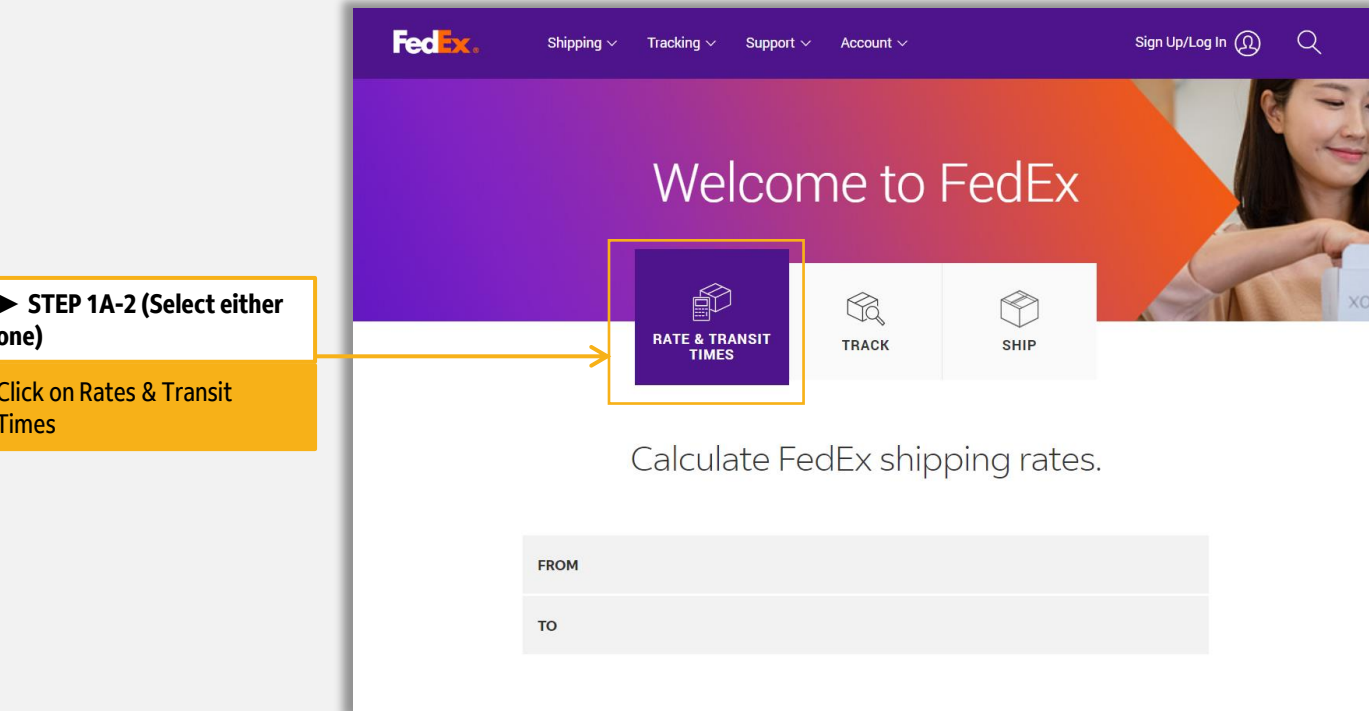 FedEx®
Shipping Tracking Support Account Sign Up/Log In
Welcome to FedEx
► STEP 1A-2 (Select either
one)
Click on Rates & Transit
Times
RATE & TRANSIT
TIMES
TRACK
SHIP
Calculate FedEx shipping rates.
FROM
TO